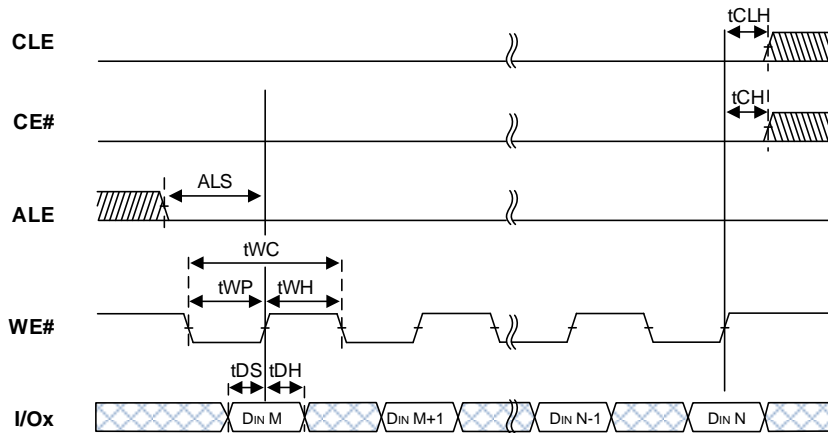 CLE
tCLH
CE#
tCH
ALE
ALS
tWC
tWP
tWH
WE#
tDS
tDH
I/Ox
DIN M
DIN M+1
DIN N-1
DIN N